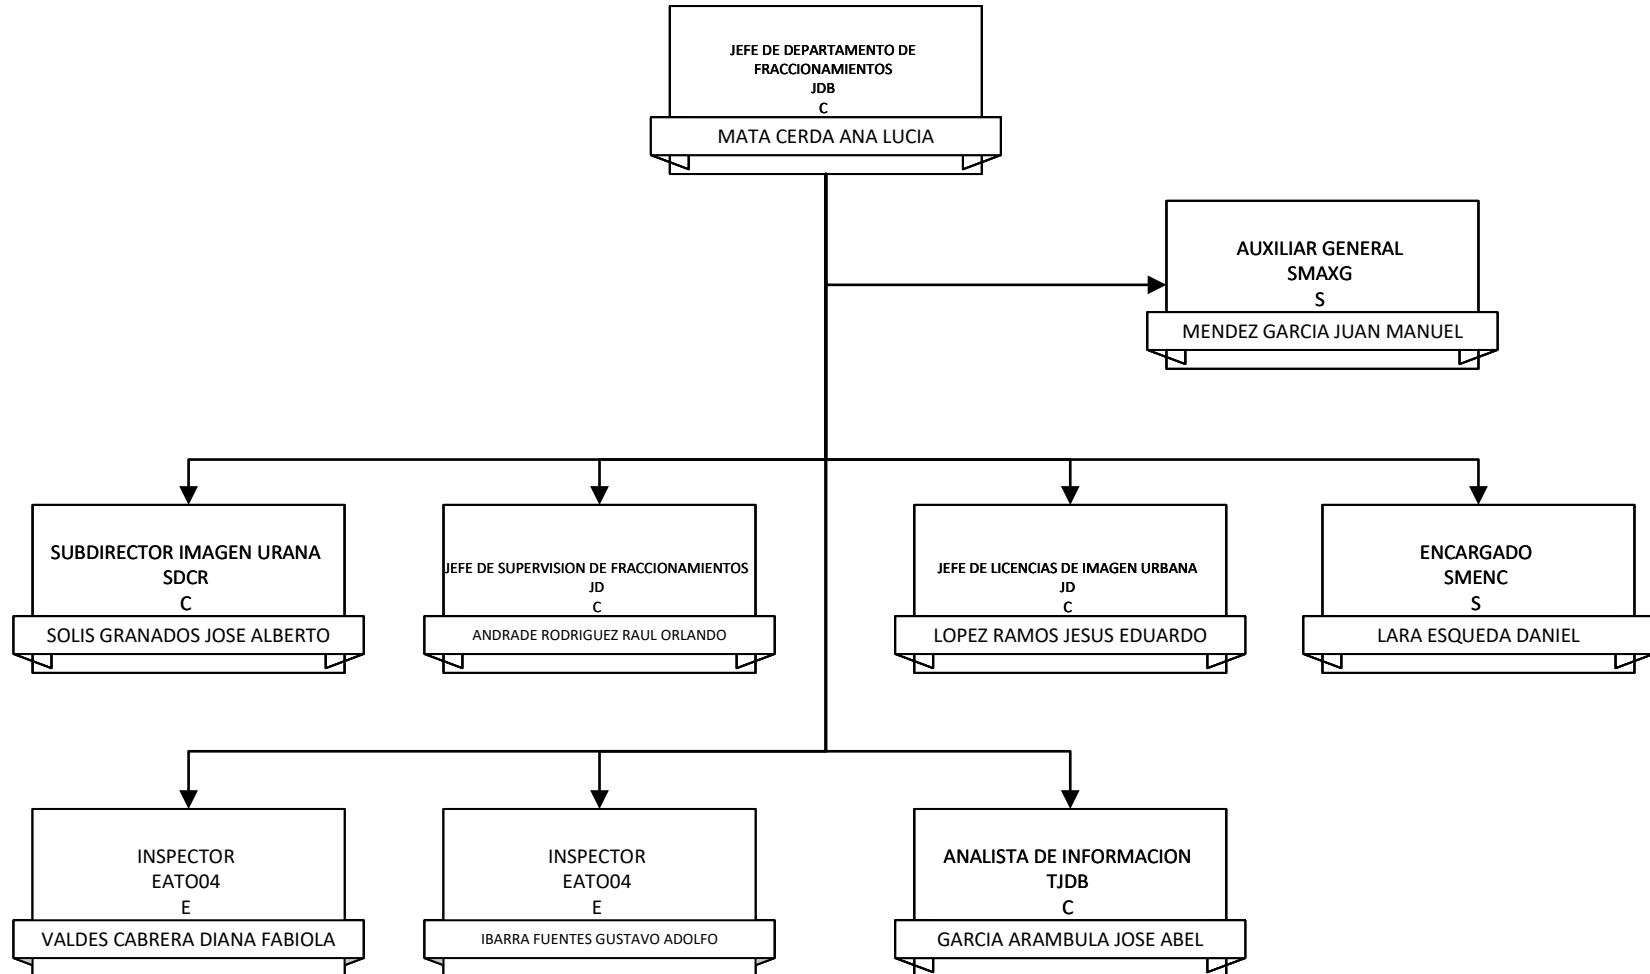 JEFE DE DEPARTAMENTO DE
FRACCIONAMIENTOS
JDB
C
MATA CERDA ANA LUCIA
AUXILIAR GENERAL
SMAXG
S
MENDEZ GARCIA JUAN MANUEL
SUBDIRECTOR IMAGEN URANA
SDCR
C
SOLIS GRANADOS JOSE ALBERTO
JEFE DE SUPERVISION DE FRACCIONAMIENTOS
JD
C
ANDRADE RODRIGUEZ RAUL ORLANDO
JEFE DE LICENCIAS DE IMAGEN URBANA
JD
C
LOPEZ RAMOS JESUS EDUARDO
ENCARGADO
SMENC
S
LARA ESQUEDA DANIEL
INSPECTOR
EATO04
E
VALDES CABRERA DIANA FABIOLA
INSPECTOR
EATO04
E
IBARRA FUENTES GUSTAVO ADOLFO
ANALISTA DE INFORMACION
TJDB
C
GARCIA ARAMBULA JOSE ABEL